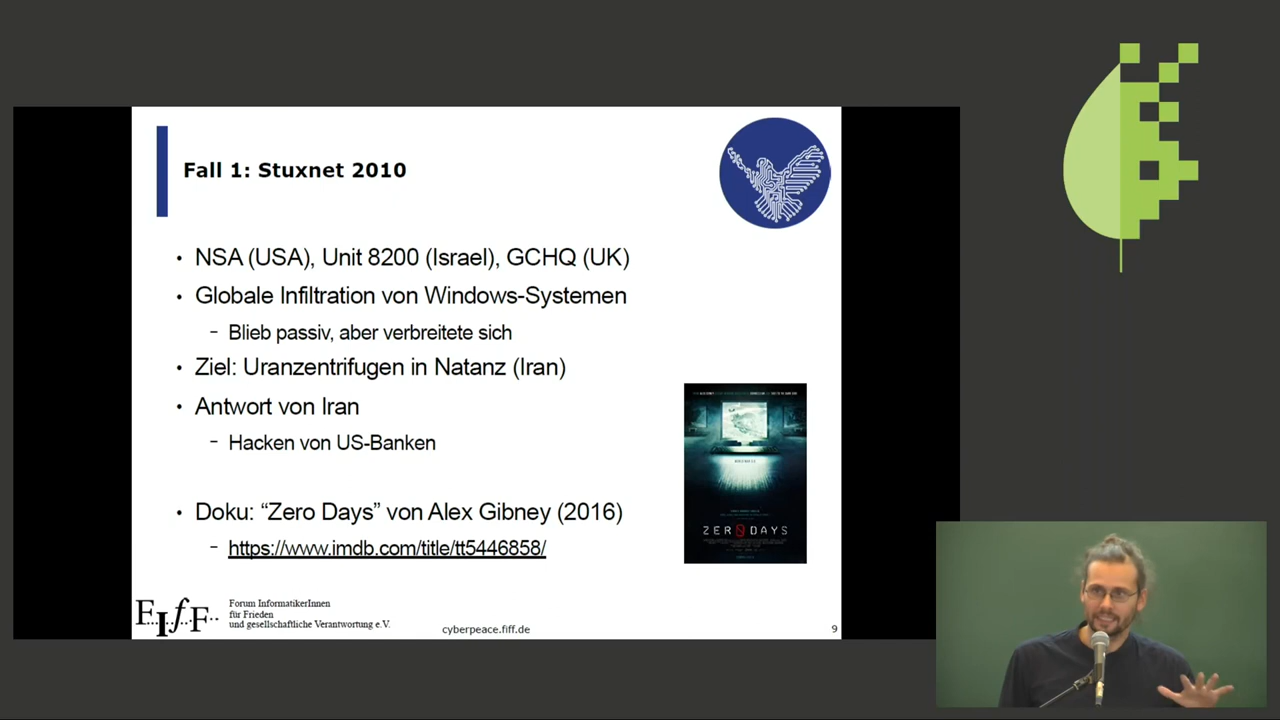 Fall 1: Stuxnet 2010
• NSA (USA), Unit 8200 (Israel), GCHQ (UK)
• Globale Infiltration von Windows-Systemen
– Blieb passiv, aber verbreitete sich
• Ziel: Uranzentrifugen in Natanz (Iran)
• Antwort von Iran
– Hacken von US-Banken
• Doku: “Zero Days” von Alex Gibney (2016)
– https://www.imdb.com/title/tt5446858/
ZERO DAYS
FIfF..
Forum InformatikerInnen
für Frieden
und gesellschaftliche Verantwortung e.V.
cyberpeace.fiff.de
9